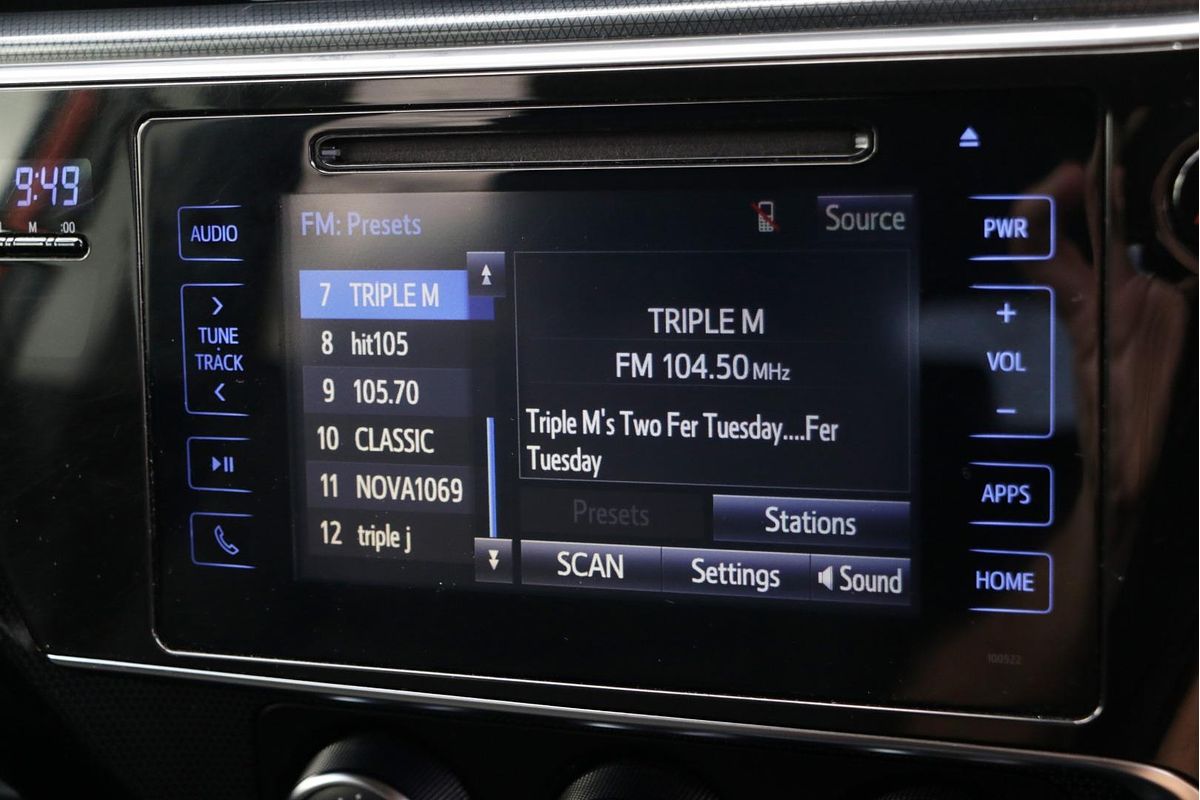 9:49
M :00
AUDIO
TUNE
TRACK
FM: Presets
Source
7 TRIPLE M
8 hit105
9 105.70
10 CLASSIC
11 NOVA1069
12 triple j
TRIPLE M
FM 104.50 MHz
Triple M's Two Fer Tuesday....Fer
Tuesday
Presets
Stations
SCAN
Settings
Sound
PWR
+
VOL
-
APPS
HOME
100522